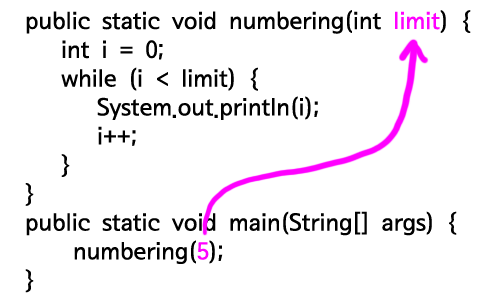 public static void numbering(int limit) {
int i = 0;
while (i < limit) {
System.out.println(i);
i++;
}
}
public static void main(String[] args) {
numbering(5);
}